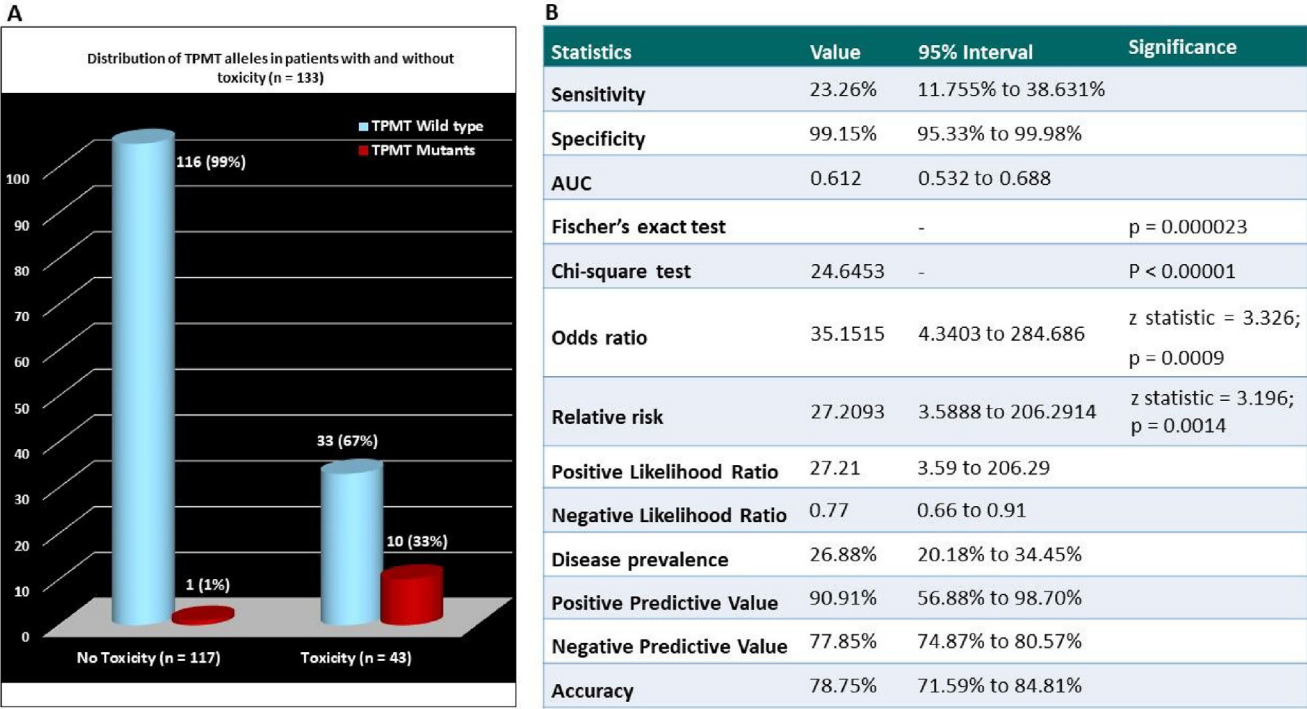 A
Distribution of TPMT alleles in patients with and without
toxicity (n = 133)
TPMT Wild type
TPMT Mutants
116 (99%)
1 (1%)
33 (67%)
10 (33%)
100
90
80
70
60
50
40
30
20
10
0
No Toxicity (n = 117)
Toxicity (n = 43)
B
Statistics Value 95% Interval Significance
Sensitivity 23.26% 11.755% to 38.631%
Specificity 99.15% 95.33% to 99.98%
AUC 0.612 0.532 to 0.688
Fischer's exact test - p = 0.000023
Chi-square test 24.6453 - P < 0.00001
Odds ratio 35.1515 4.3403 to 284.686 z statistic = 3.326;
p = 0.0009
Relative risk 27.2093 3.5888 to 206.2914 z statistic = 3.196;
p = 0.0014
Positive Likelihood Ratio 27.21 3.59 to 206.29
Negative Likelihood Ratio 0.77 0.66 to 0.91
Disease prevalence 26.88% 20.18% to 34.45%
Positive Predictive Value 90.91% 56.88% to 98.70%
Negative Predictive Value 77.85% 74.87% to 80.57%
Accuracy 78.75% 71.59% to 84.81%